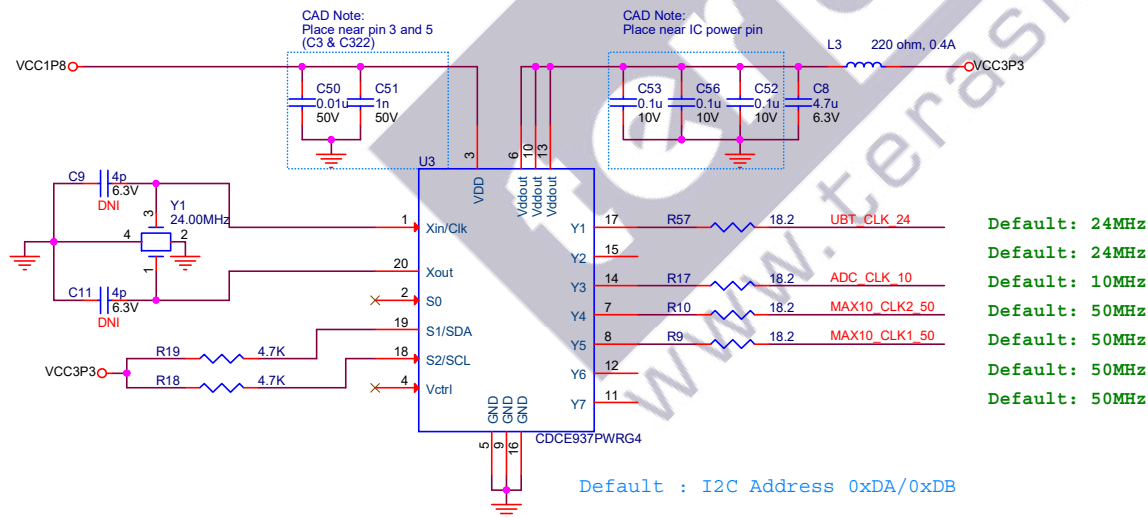 CAD Note:
Place near pin 3 and 5
(C3 & C322)
CAD Note:
Place near IC power pin
L3
220 ohm, 0.4A
VCC1P8
VCC3P3
C50
0.01u
50V
C51
1n
50V
C53
0.1u
10V
C56
0.1u
10V
C52
0.1u
10V
C8
4.7u
6.3V
U3
3
6
10
13
VDD
Vddout
Vddout
Vddout
C9
4p
6.3V
DNI
Y1
24.00MHz
3
4
2
1
C11
4p
6.3V
DNI
1
Xin/Clk
20
Xout
2
S0
19
S1/SDA
18
S2/SCL
4
Vctrl
R19
4.7K
VCC3P3
R18
4.7K
Y1
17
R57
18.2
UBT_CLK_24
Default: 24MHz
Y2
15
Default: 24MHz
Y3
14
R17
18.2
ADC_CLK_10
Default: 10MHz
Y4
7
R10
18.2
MAX10_CLK2_50
Default: 50MHz
Y5
8
R9
18.2
MAX10_CLK1_50
Default: 50MHz
Y6
12
Default: 50MHz
Y7
11
Default: 50MHz
GND
GND
GND
5
9
16
CDCE937PWRG4
Default : I2C Address 0xDA/0xDB
www.teras